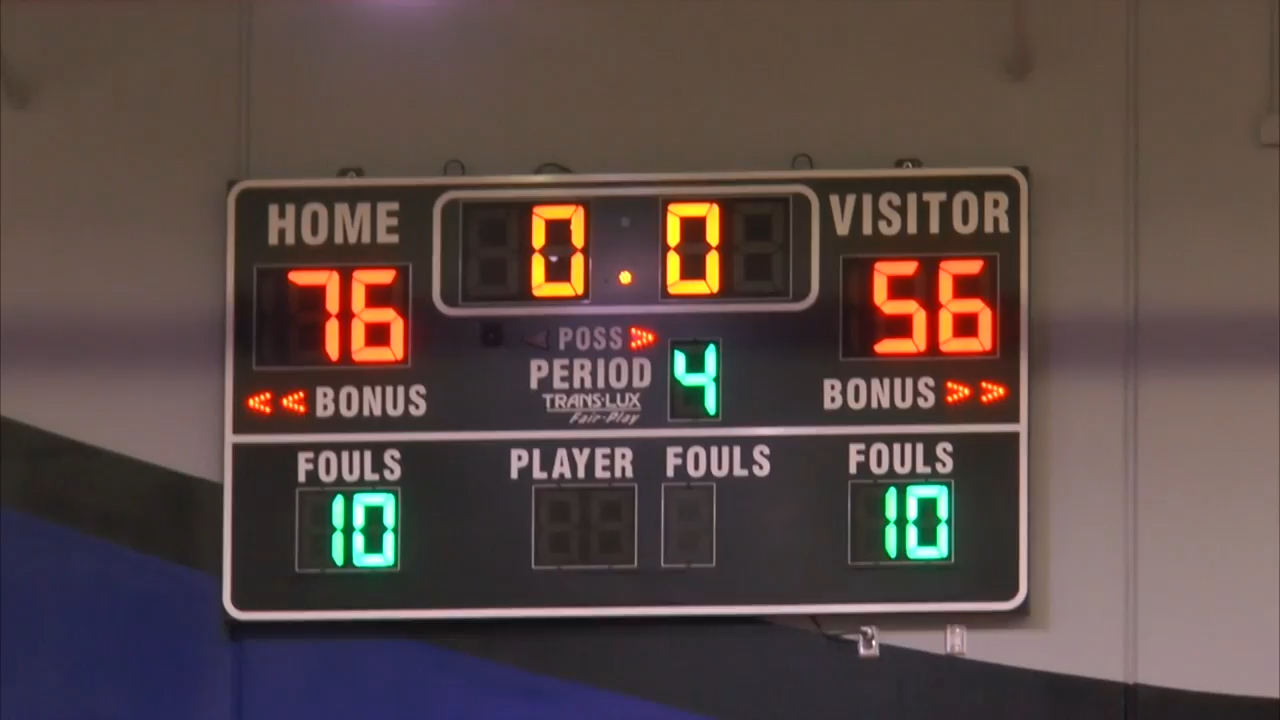 HOME 0.0 VISITOR
76 56
POSS
PERIOD 4
TRANS-LUX
Fair-Play
BONUS BONUS
FOULS PLAYER FOULS FOULS
10 10